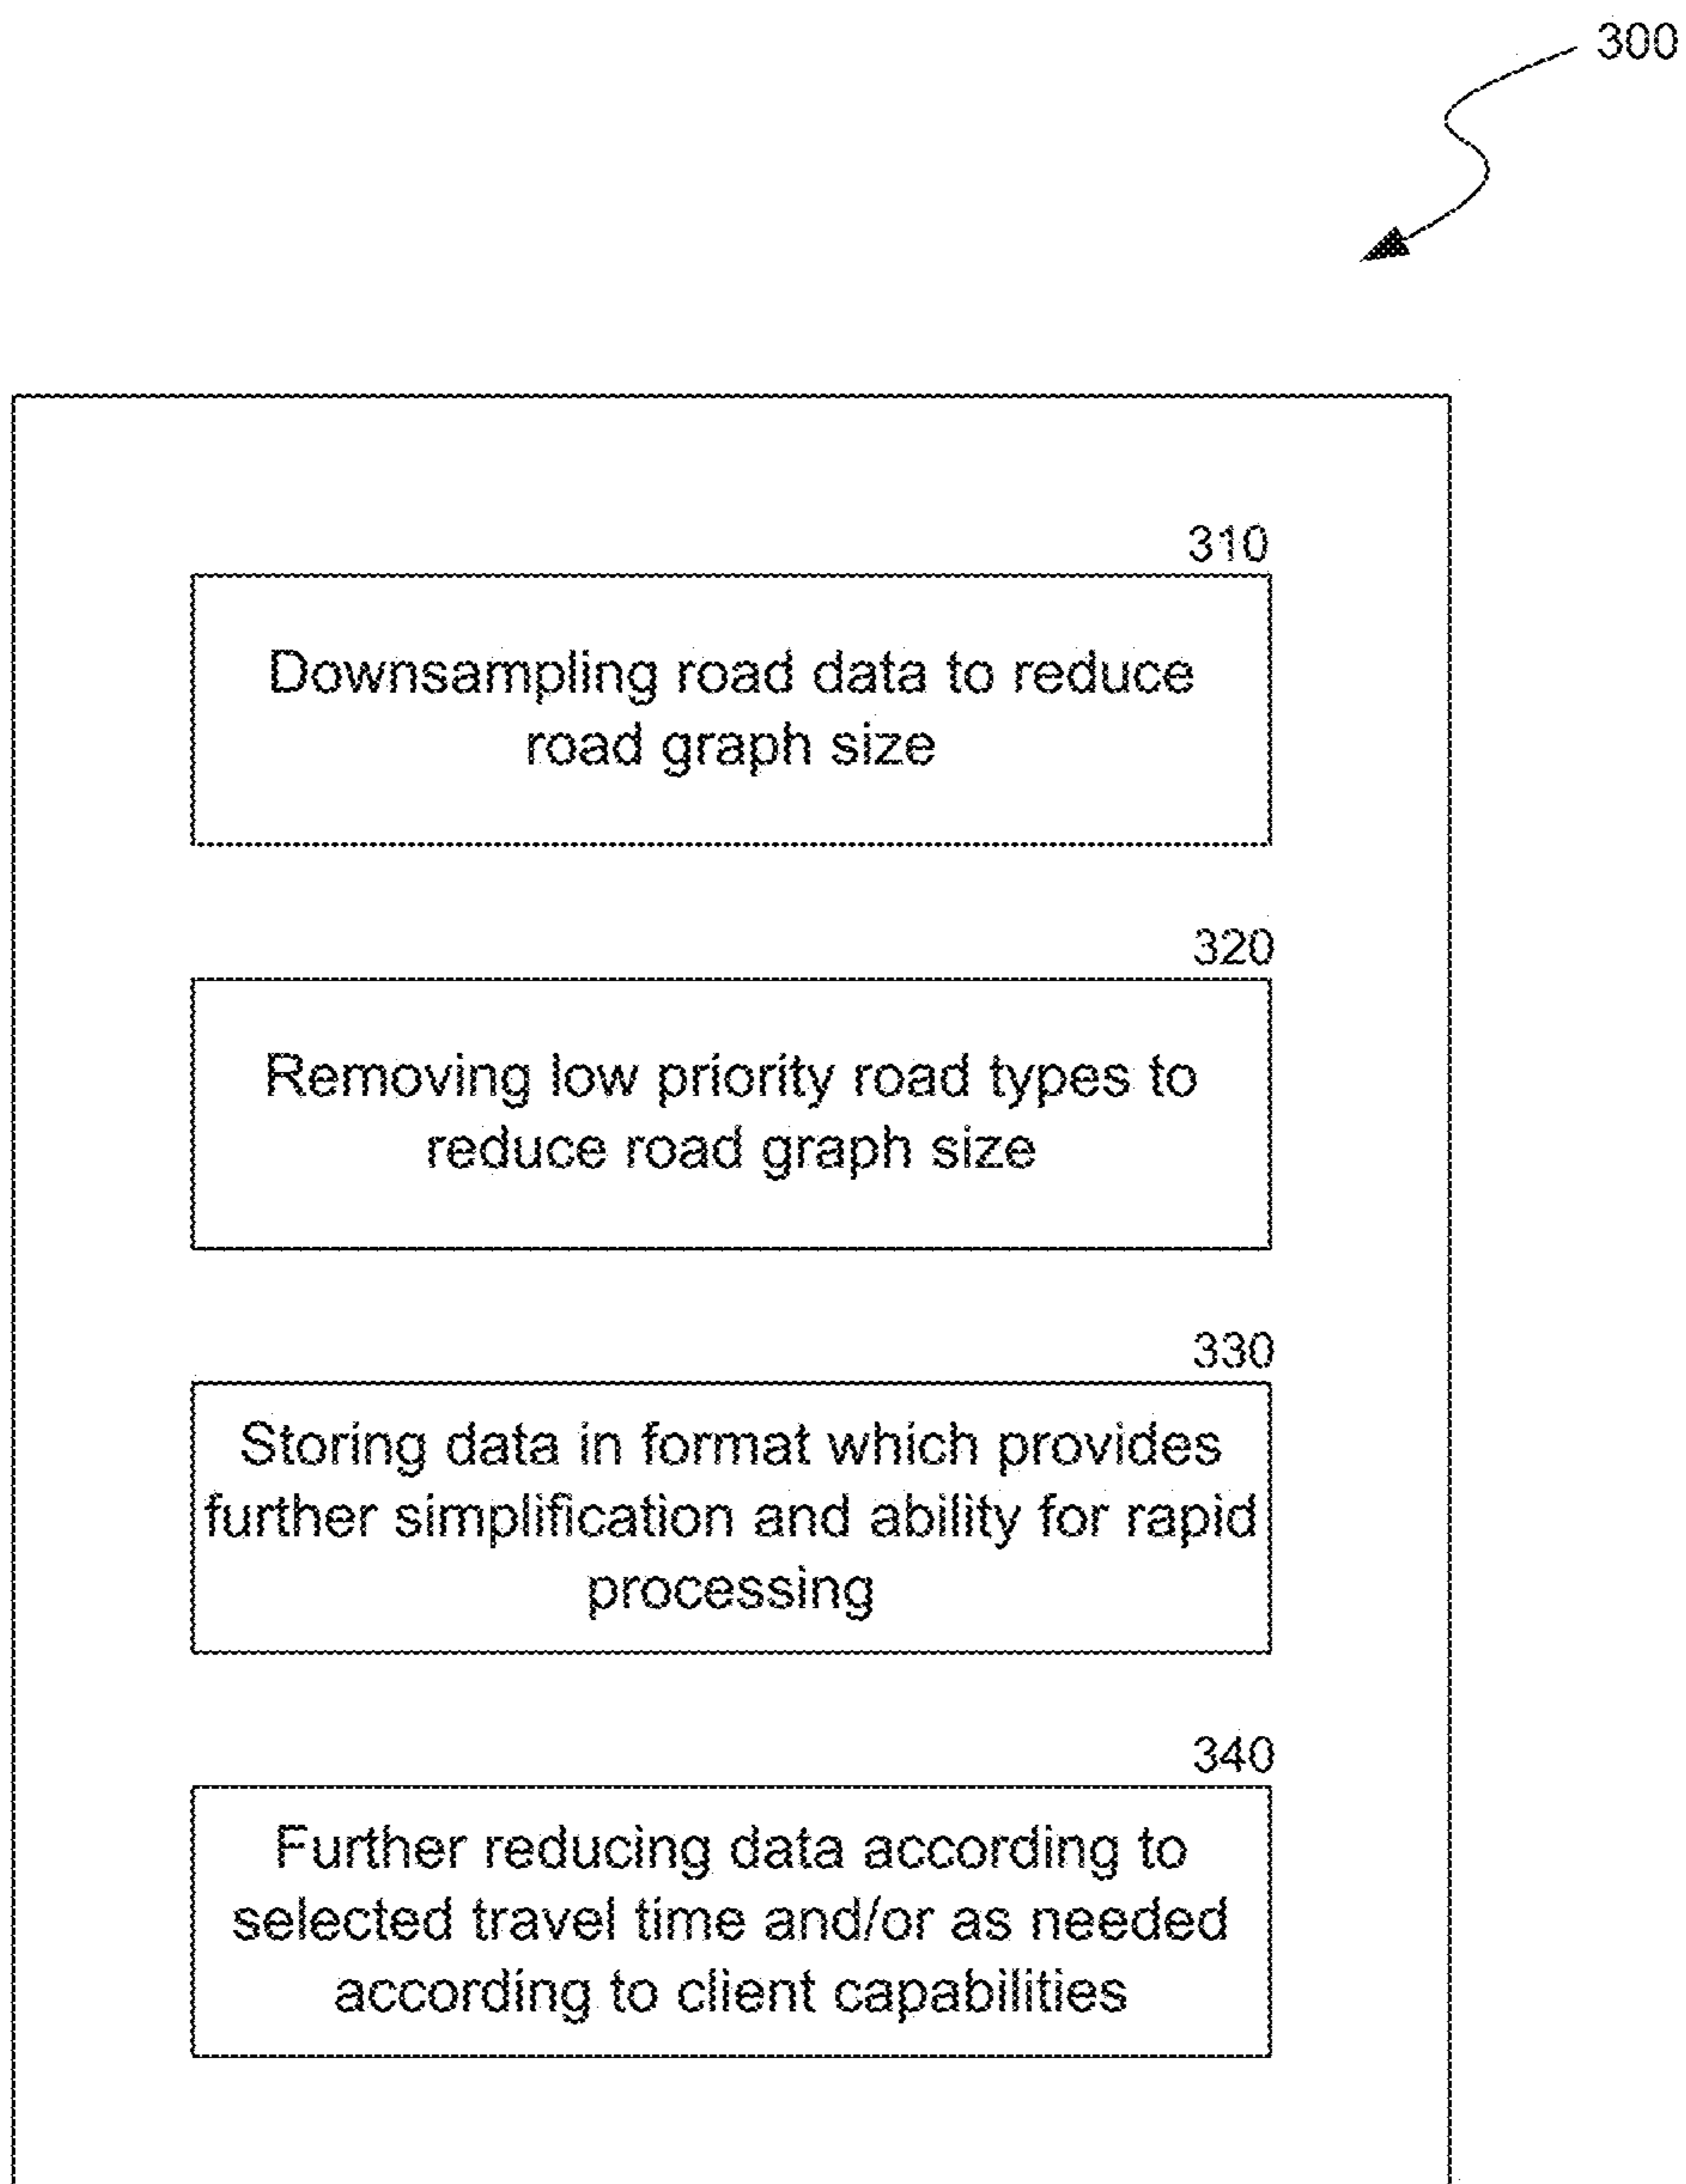 300
310
Downsampling road data to reduce
road graph size
320
Removing low priority road types to
reduce road graph size
330
Storing data in format which provides
further simplification and ability for rapid
processing
340
Further reducing data according to
selected travel time and/or as needed
according to client capabilities